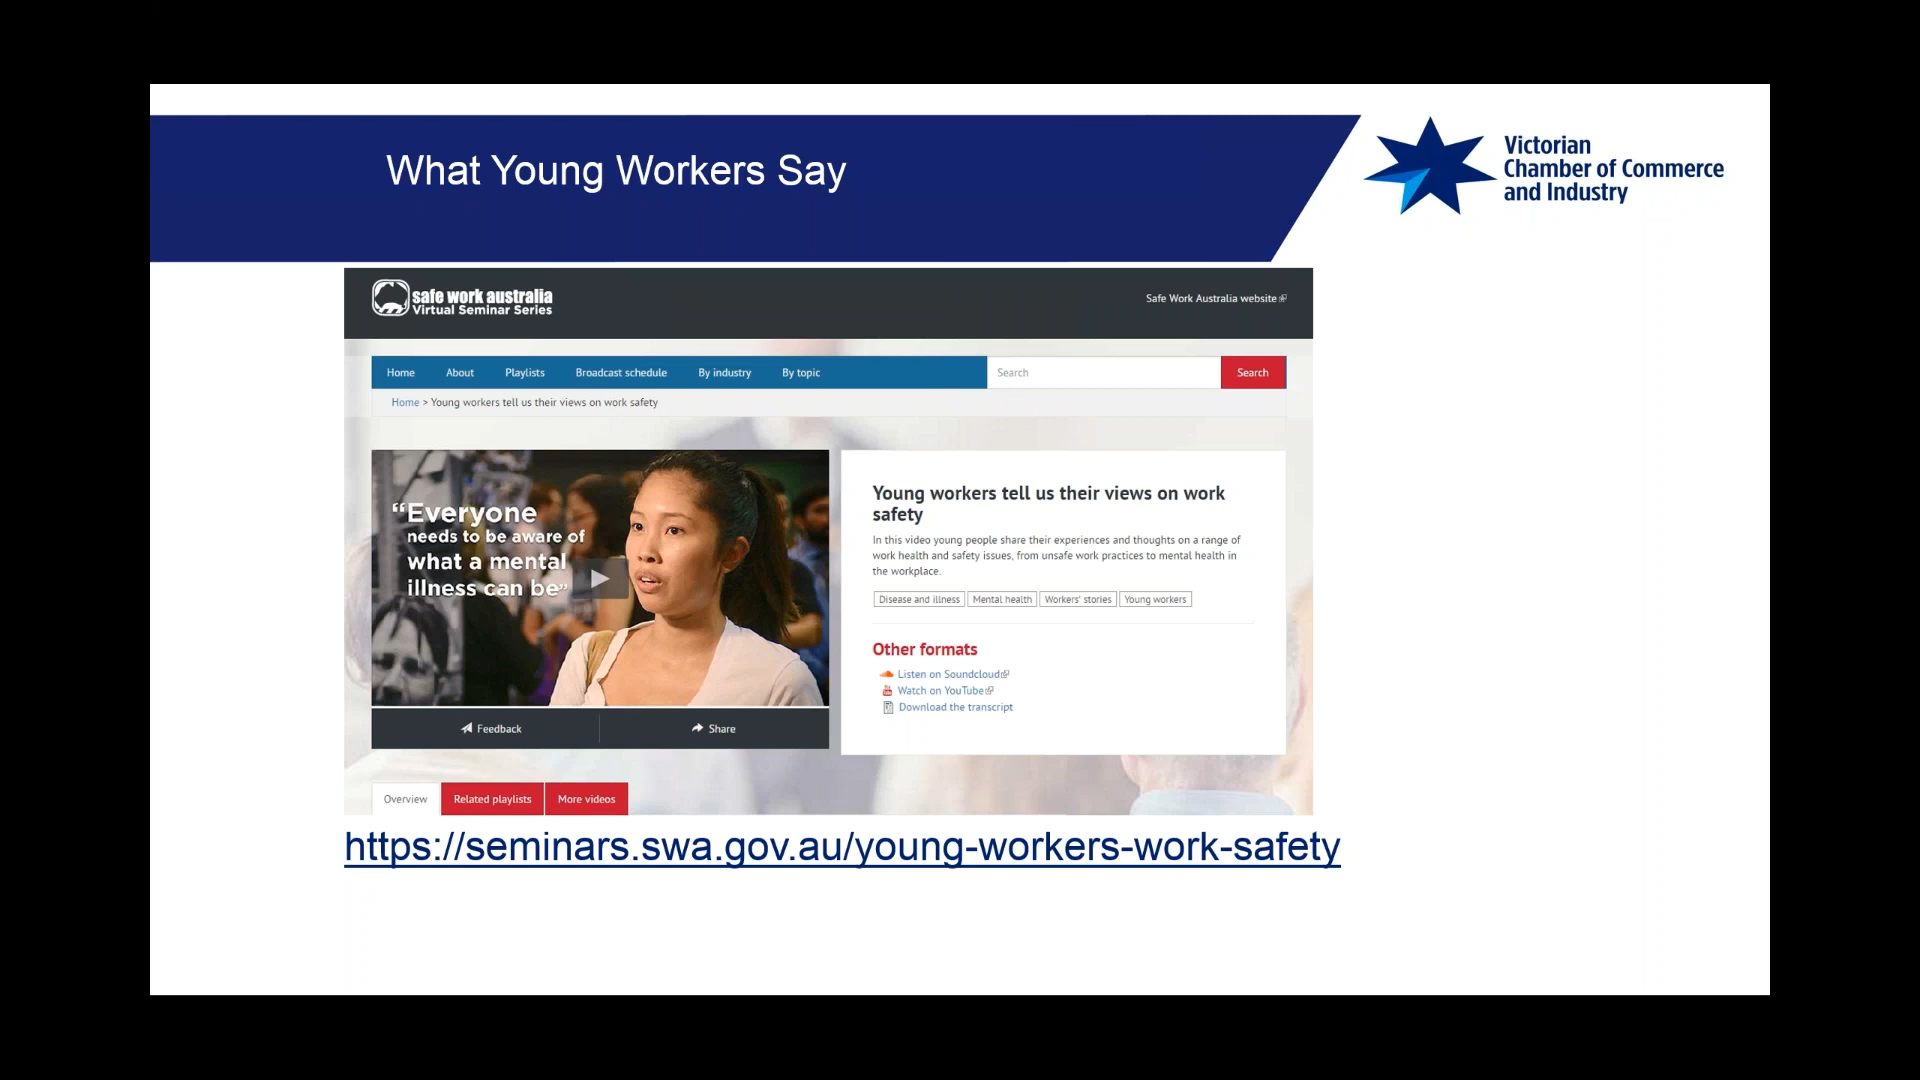 What Young Workers Say
Victorian
Chamber of Commerce
and Industry
safe work australia
Virtual Seminar Series
Safe Work Australia website
Home About Playlists Broadcast schedule By industry By topic Search Search
Home > Young workers tell us their views on work safety
“Everyone
needs to be aware of
what a mental
illness can be”
Feedback Share
Young workers tell us their views on work
safety
In this video young people share their experiences and thoughts on a range of
work health and safety issues, from unsafe work practices to mental health in
the workplace.
Disease and illness Mental health Workers' stories Young workers
Other formats
Listen on Soundcloud
Watch on YouTube
Download the transcript
Overview Related playlists More videos
https://seminars.swa.gov.au/young-workers-work-safety